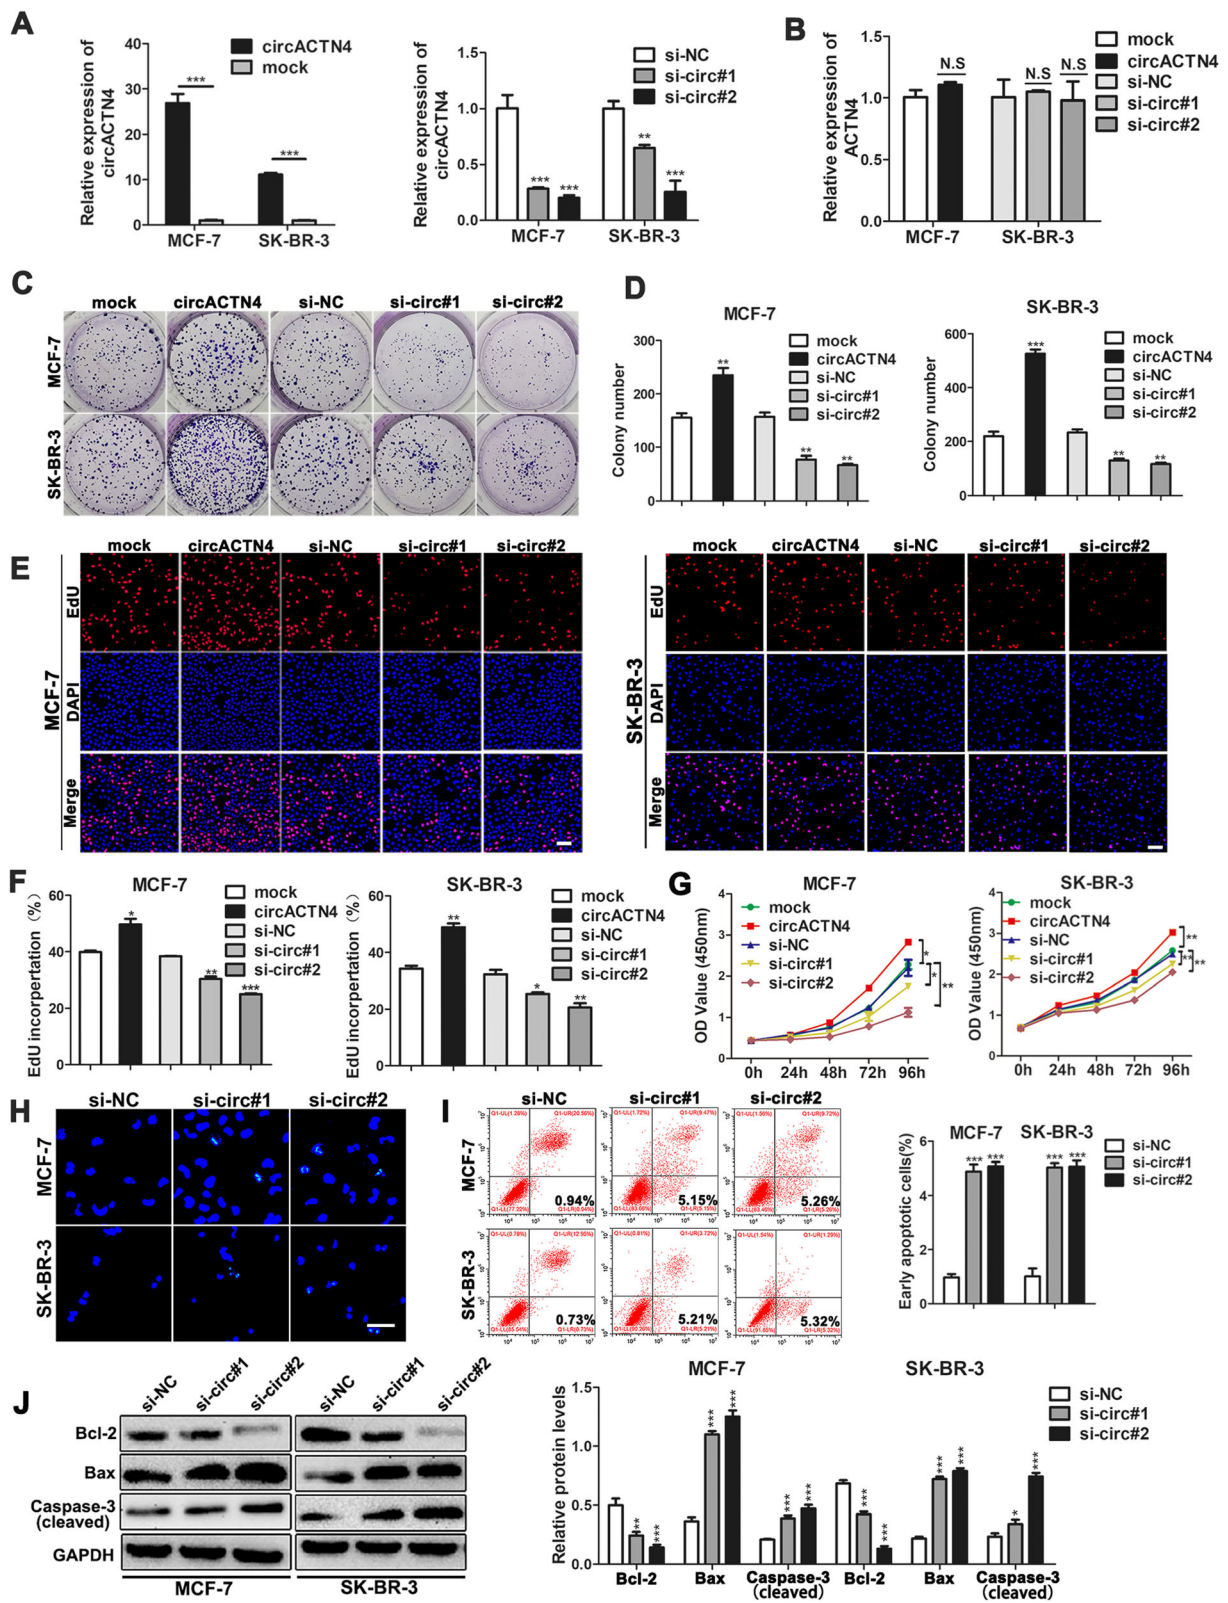 A
Relative expression of
circACTN4
40
30
20
10
0
circACTN4
mock
***
***
MCF-7
SK-BR-3
Relative expression of
circACTN4
1.5
1.0
0.5
0.0
si-NC
si-circ#1
si-circ#2
***
***
**
***
MCF-7
SK-BR-3
B
Relative expression of
ACTN4
1.5
1.0
0.5
0.0
N.S
N.S
N.S
mock
circACTN4
si-NC
si-circ#1
si-circ#2
MCF-7
SK-BR-3
C
mock
circACTN4
si-NC
si-circ#1
si-circ#2
MCF-7
SK-BR-3
D
MCF-7
Colony number
300
200
100
0
**
**
**
mock
circACTN4
si-NC
si-circ#1
si-circ#2
SK-BR-3
Colony number
600
400
200
0
***
**
**
mock
circACTN4
si-NC
si-circ#1
si-circ#2
E
mock
circACTN4
si-NC
si-circ#1
si-circ#2
MCF-7
EdU
DAPI
Merge
mock
circACTN4
si-NC
si-circ#1
si-circ#2
SK-BR-3
EdU
DAPI
Merge
F
MCF-7
EdU incorpertation (%)
60
40
20
0
*
**
***
mock
circACTN4
si-NC
si-circ#1
si-circ#2
SK-BR-3
EdU incorpertation (%)
60
40
20
0
**
*
**
mock
circACTN4
si-NC
si-circ#1
si-circ#2
G
MCF-7
OD Value (450nm)
4
3
2
1
0
mock
circACTN4
si-NC
si-circ#1
si-circ#2
*
*
**
0h
24h
48h
72h
96h
SK-BR-3
OD Value (450nm)
4
3
2
1
0
mock
circACTN4
si-NC
si-circ#1
si-circ#2
**
**
**
0h
24h
48h
72h
96h
H
si-NC
si-circ#1
si-circ#2
MCF-7
SK-BR-3
I
si-NC
si-circ#1
si-circ#2
MCF-7
0.94%
5.15%
5.26%
SK-BR-3
0.73%
5.21%
5.32%
Early apoptotic cells(%)
6
4
2
0
MCF-7
SK-BR-3
***
***
***
***
si-NC
si-circ#1
si-circ#2
J
si-NC
si-circ#1
si-circ#2
si-NC
si-circ#1
si-circ#2
Bcl-2
Bax
Caspase-3
(cleaved)
GAPDH
MCF-7
SK-BR-3
MCF-7
SK-BR-3
Relative protein levels
1.5
1.0
0.5
0.0
**
***
***
***
***
***
***
***
***
***
*
***
si-NC
si-circ#1
si-circ#2
Bcl-2
Bax
Caspase-3
(cleaved)
Bcl-2
Bax
Caspase-3
(cleaved)